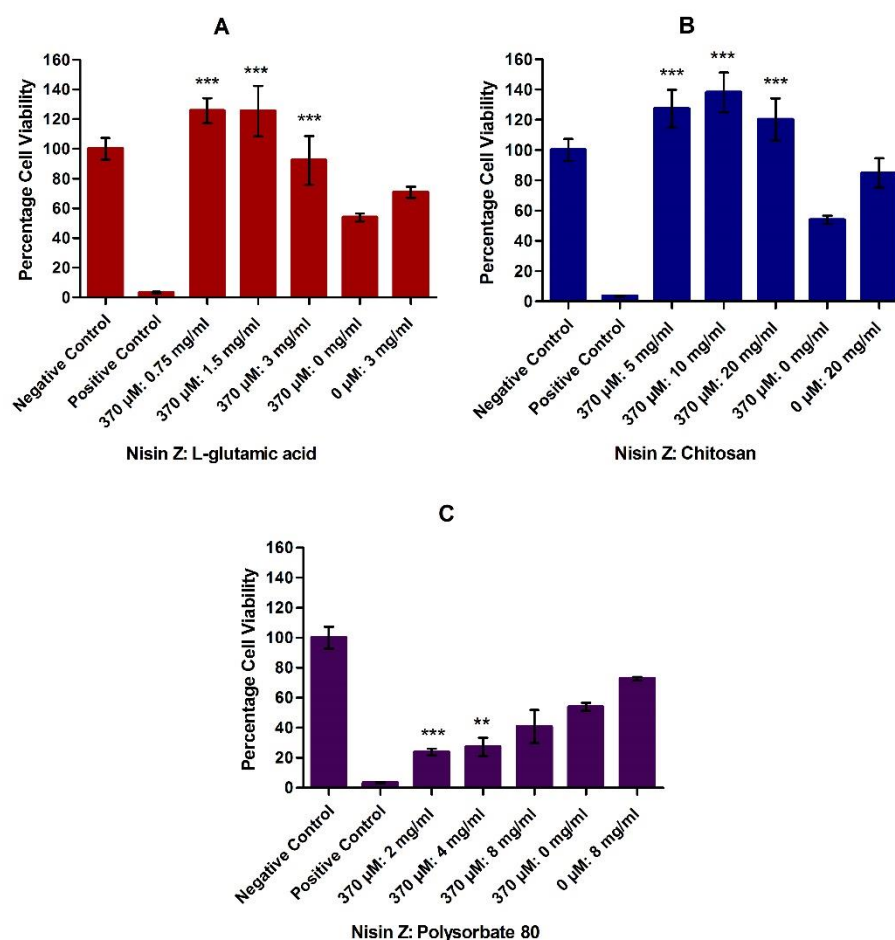 A
Percentage Cell Viability
160
140
120
100
80
60
40
20
0
***
***
***
Negative Control
Positive Control
370 µM: 0.75 mg/ml
370 µM: 1.5 mg/ml
370 µM: 3 mg/ml
370 µM: 0 mg/ml
0 µM: 3 mg/ml
Nisin Z: L-glutamic acid
B
Percentage Cell Viability
160
140
120
100
80
60
40
20
0
***
***
***
Negative Control
Positive Control
370 µM: 5 mg/ml
370 µM: 10 mg/ml
370 µM: 20 mg/ml
370 µM: 0 mg/ml
0 µM: 20 mg/ml
Nisin Z: Chitosan
C
Percentage Cell Viability
160
140
120
100
80
60
40
20
0
***
**
Negative Control
Positive Control
370 µM: 2 mg/ml
370 µM: 4 mg/ml
370 µM: 8 mg/ml
370 µM: 0 mg/ml
0 µM: 8 mg/ml
Nisin Z: Polysorbate 80